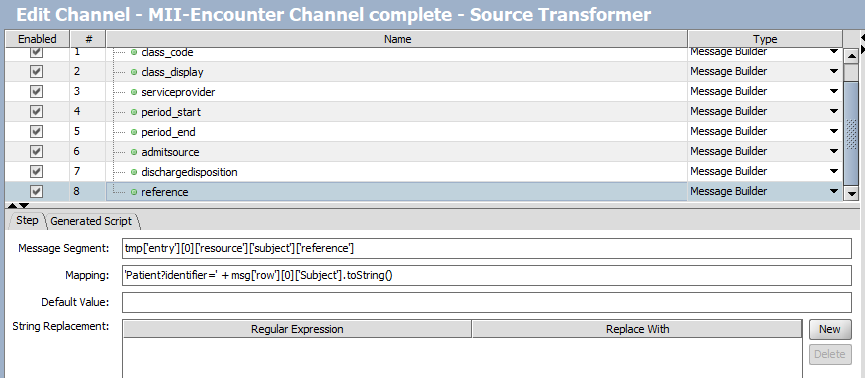 Edit Channel - MII-Encounter Channel complete - Source Transformer
Enabled # Name Type
1 class_code Message Builder
2 class_display Message Builder
3 serviceprovider Message Builder
4 period_start Message Builder
5 period_end Message Builder
6 admitsource Message Builder
7 dischargedisposition Message Builder
8 reference Message Builder
Step Generated Script
Message Segment: tmp['entry'][0]['resource']['subject']['reference']
Mapping: 'Patient?identifier=' + msg['row'][0]['Subject'].toString()
Default Value:
String Replacement: Regular Expression Replace With New
Delete